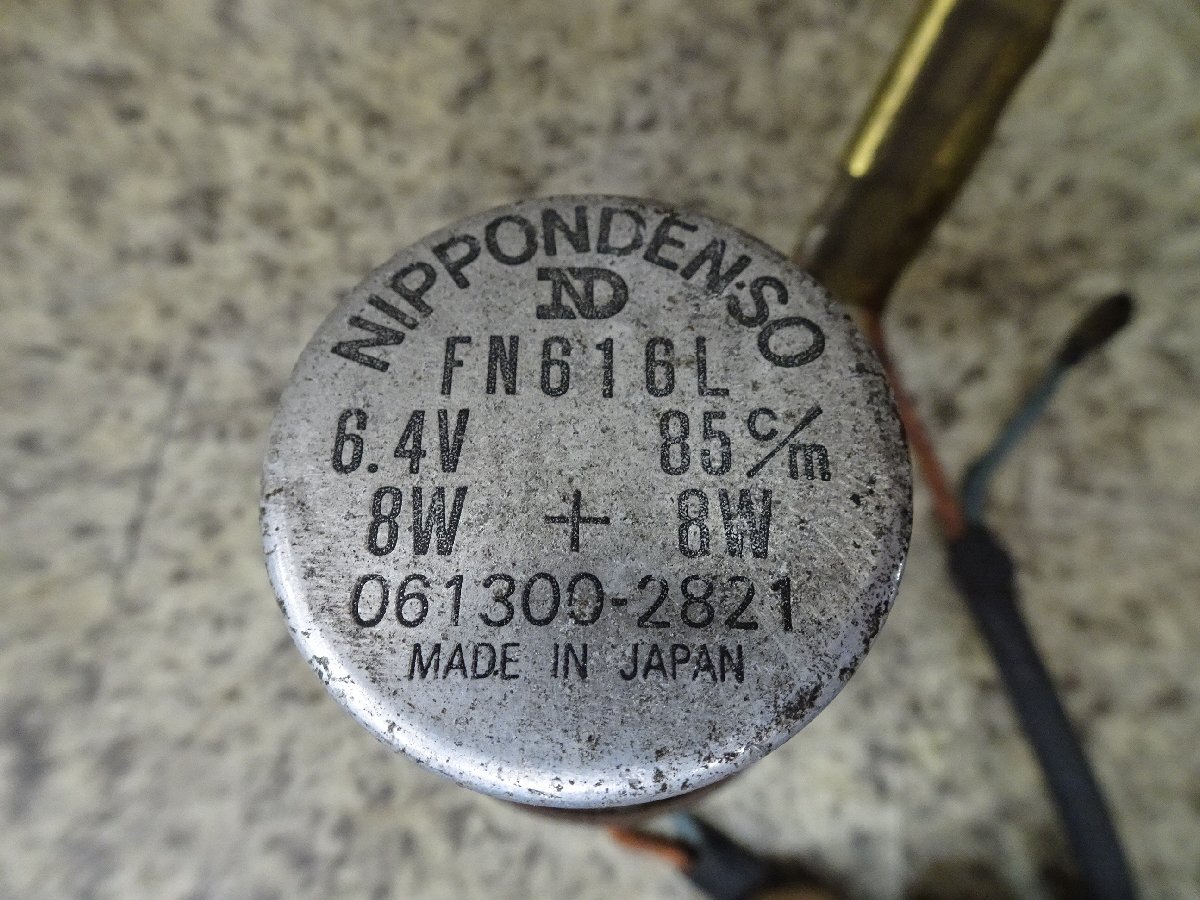 NIPPONDENSO
ND
FN616L
6.4V 85c/m
8W + 8W
061300-2821
MADE IN JAPAN